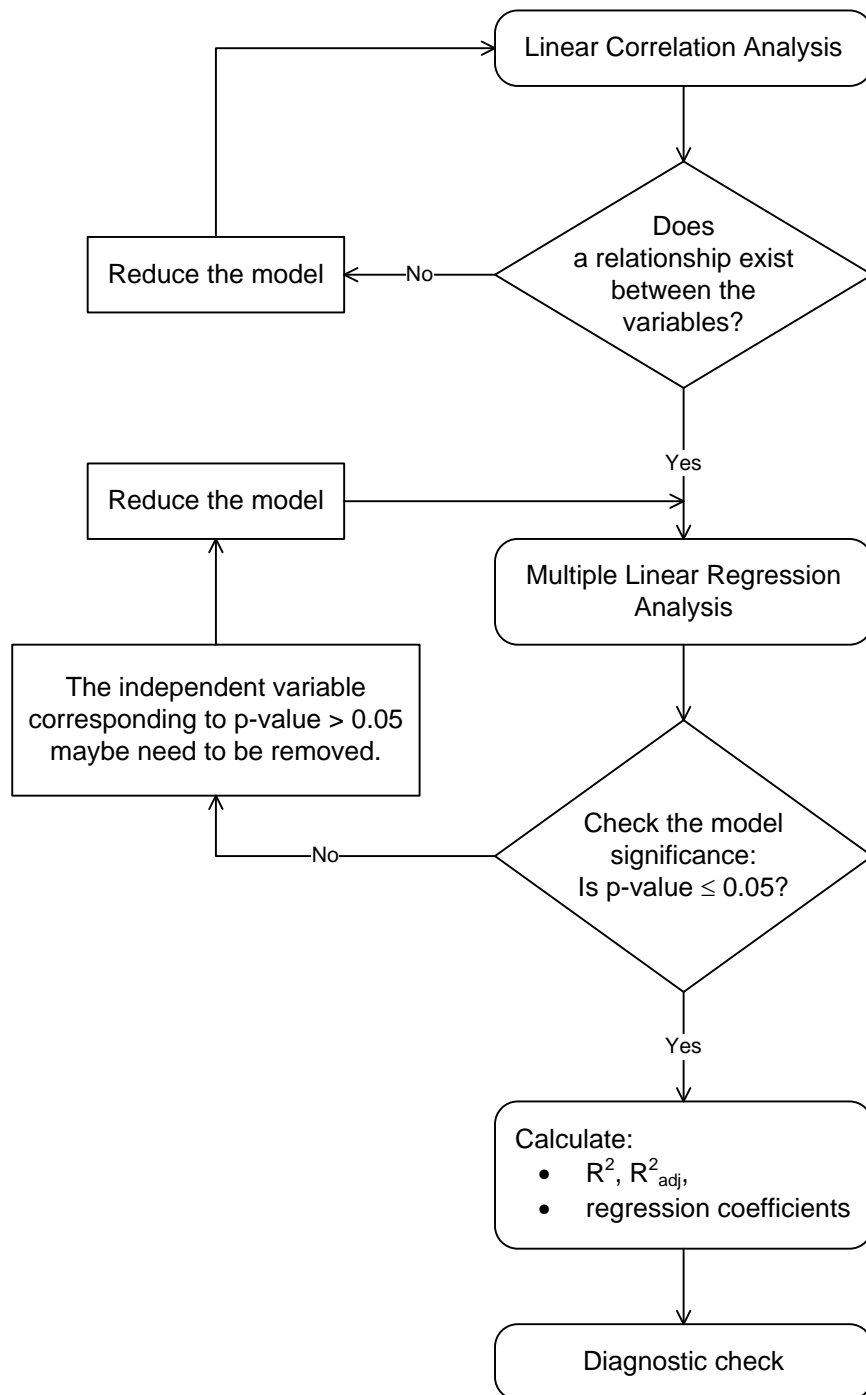 Linear Correlation Analysis
Does
a relationship exist
between the
variables?
No
Reduce the model
Yes
Reduce the model
Multiple Linear Regression
Analysis
The independent variable
corresponding to p-value > 0.05
maybe need to be removed.
Check the model
significance:
Is p-value ≤ 0.05?
No
Yes
Calculate:
• R², R²adj,
• regression coefficients
Diagnostic check